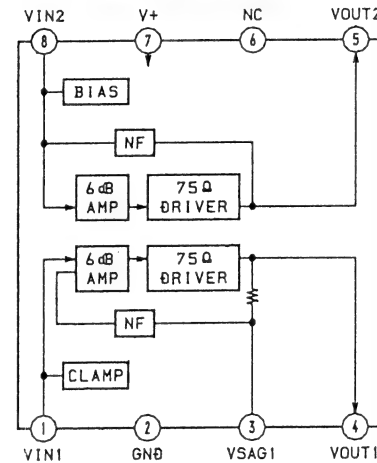 VIN2 V+ NC VOUT2
8 7 6 5
BIAS
NF
6dB AMP
75Ω DRIVER
6dB AMP
75Ω DRIVER
NF
CLAMP
1 2 3 4
VIN1 GND VSAG1 VOUT1